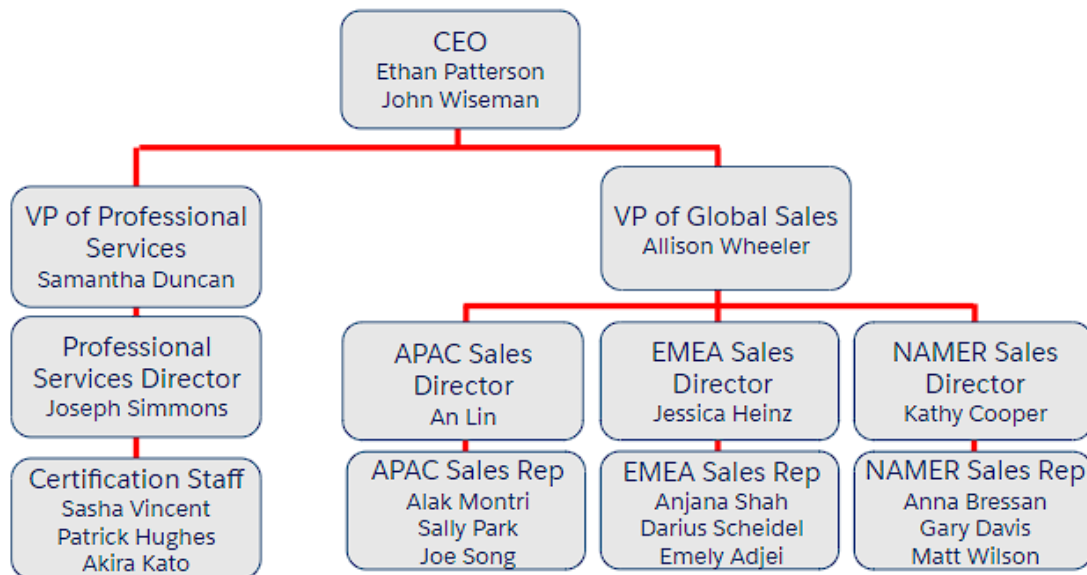 CEO
Ethan Patterson
John Wiseman
VP of Professional
Services
Samantha Duncan
VP of Global Sales
Allison Wheeler
Professional
Services Director
Joseph Simmons
APAC Sales
Director
An Lin
EMEA Sales
Director
Jessica Heinz
NAMER Sales
Director
Kathy Cooper
Certification Staff
Sasha Vincent
Patrick Hughes
Akira Kato
APAC Sales Rep
Alak Montri
Sally Park
Joe Song
EMEA Sales Rep
Anjana Shah
Darius Scheidel
Emely Adjei
NAMER Sales Rep
Anna Bressan
Gary Davis
Matt Wilson